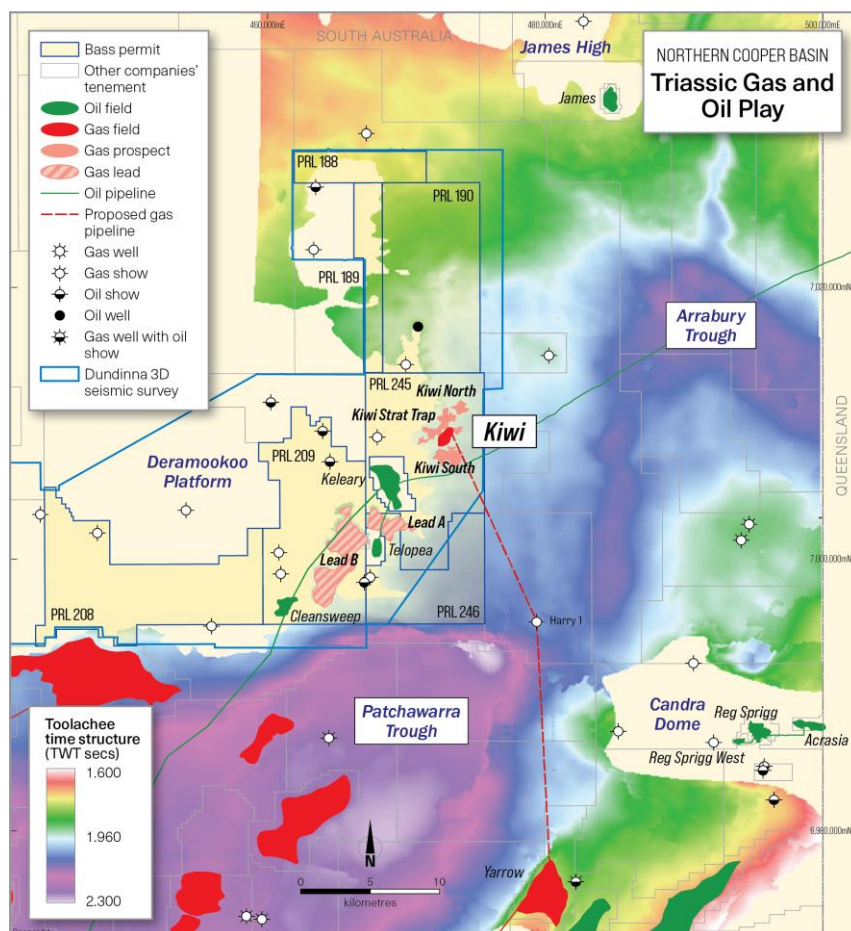 460,000mE
480,000mE
500,000mE
SOUTH AUSTRALIA
James High
NORTHERN COOPER BASIN
Triassic Gas and
Oil Play
Bass permit
Other companies'
tenement
Oil field
Gas field
Gas prospect
Gas lead
Oil pipeline
Proposed gas
pipeline
Gas well
Gas show
Oil show
Oil well
Gas well with oil
show
Dundinna 3D
seismic survey
James
PRL 188
PRL 190
PRL 189
7,020,000mN
Arrabury
Trough
QUEENSLAND
PRL 245
Kiwi North
Kiwi Strat Trap
Kiwi
Kiwi South
PRL 209
Keleary
Deramookoo
Platform
Lead A
Telopea
Lead B
7,000,000mN
Cleansweep
PRL 208
PRL 246
Harry 1
Candra
Dome
Reg Sprigg
Acrasia
Reg Sprigg West
Patchawarra
Trough
Toolachee
time structure
(TWT secs)
1.600
1.960
2.300
6,980,000mN
N
0 5 10
kilometres
Yarrow